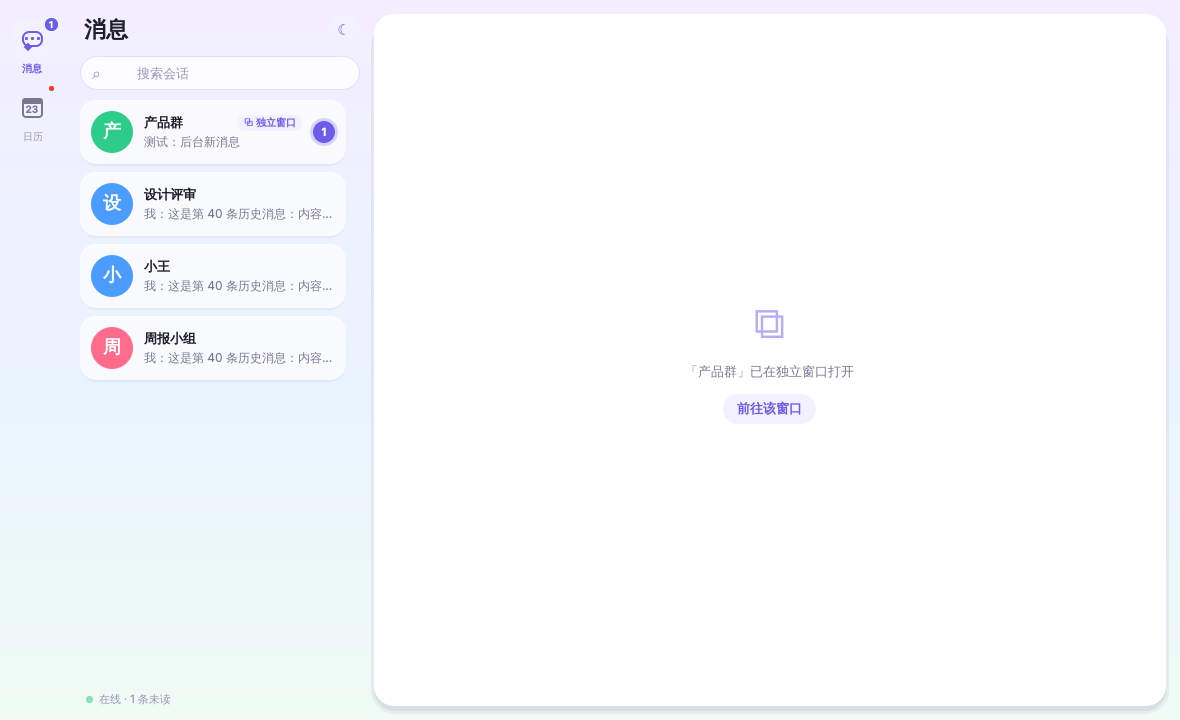 1
消息
23
日历
消息
搜索会话
产
产品群
独立窗口
测试：后台新消息
1
设
设计评审
我：这是第 40 条历史消息：内容...
小
小王
我：这是第 40 条历史消息：内容...
周
周报小组
我：这是第 40 条历史消息：内容...
在线 · 1 条未读
「产品群」已在独立窗口打开
前往该窗口